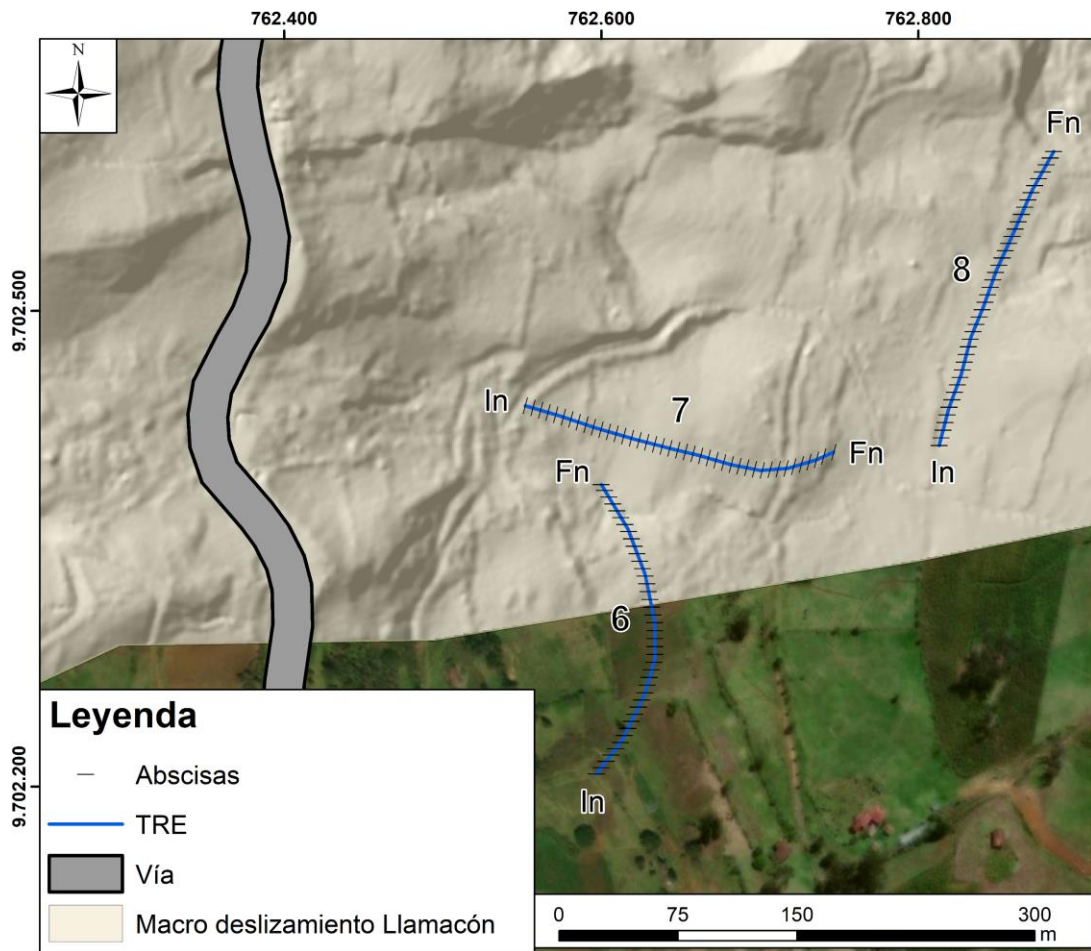 762.400 762.600 762.800
N
Fn
8
9.702.500
In
7
Fn
Fn
In
6
9.702.200
In
Leyenda
Abscisas
TRE
Vía
Macro deslizamiento Llamacón
0 75 150 300
m